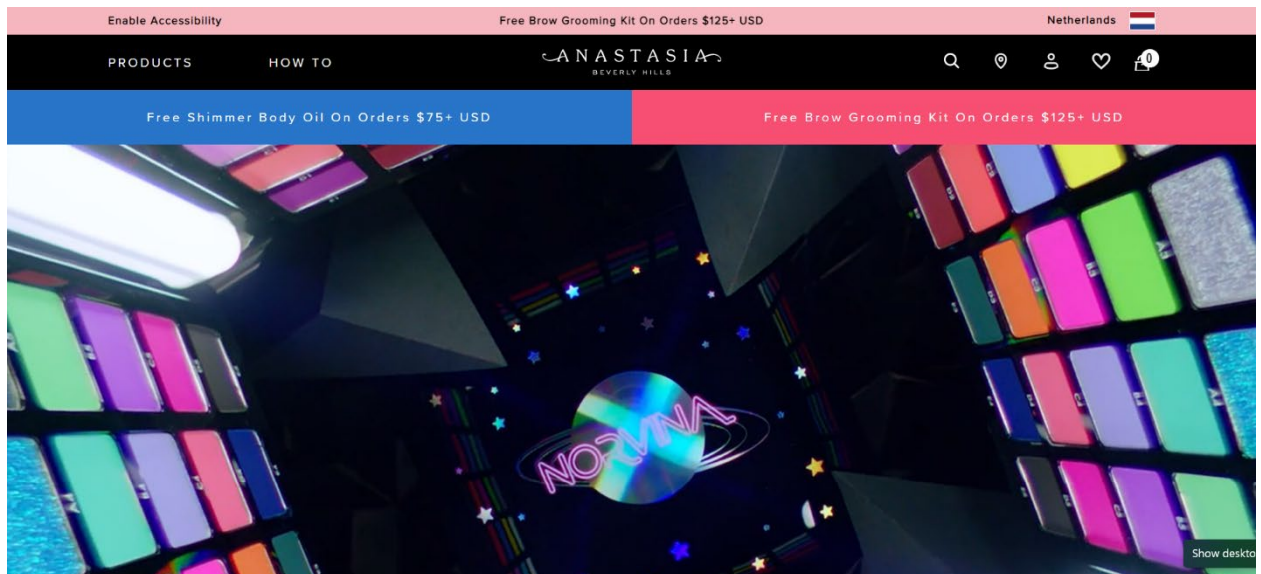 Enable Accessibility
Free Brow Grooming Kit On Orders $125+ USD
Netherlands
PRODUCTS
HOW TO
ANASTASIA
BEVERLY HILLS
0
Free Shimmer Body Oil On Orders $75+ USD
Free Brow Grooming Kit On Orders $125+ USD
NORVINA
Show deskto